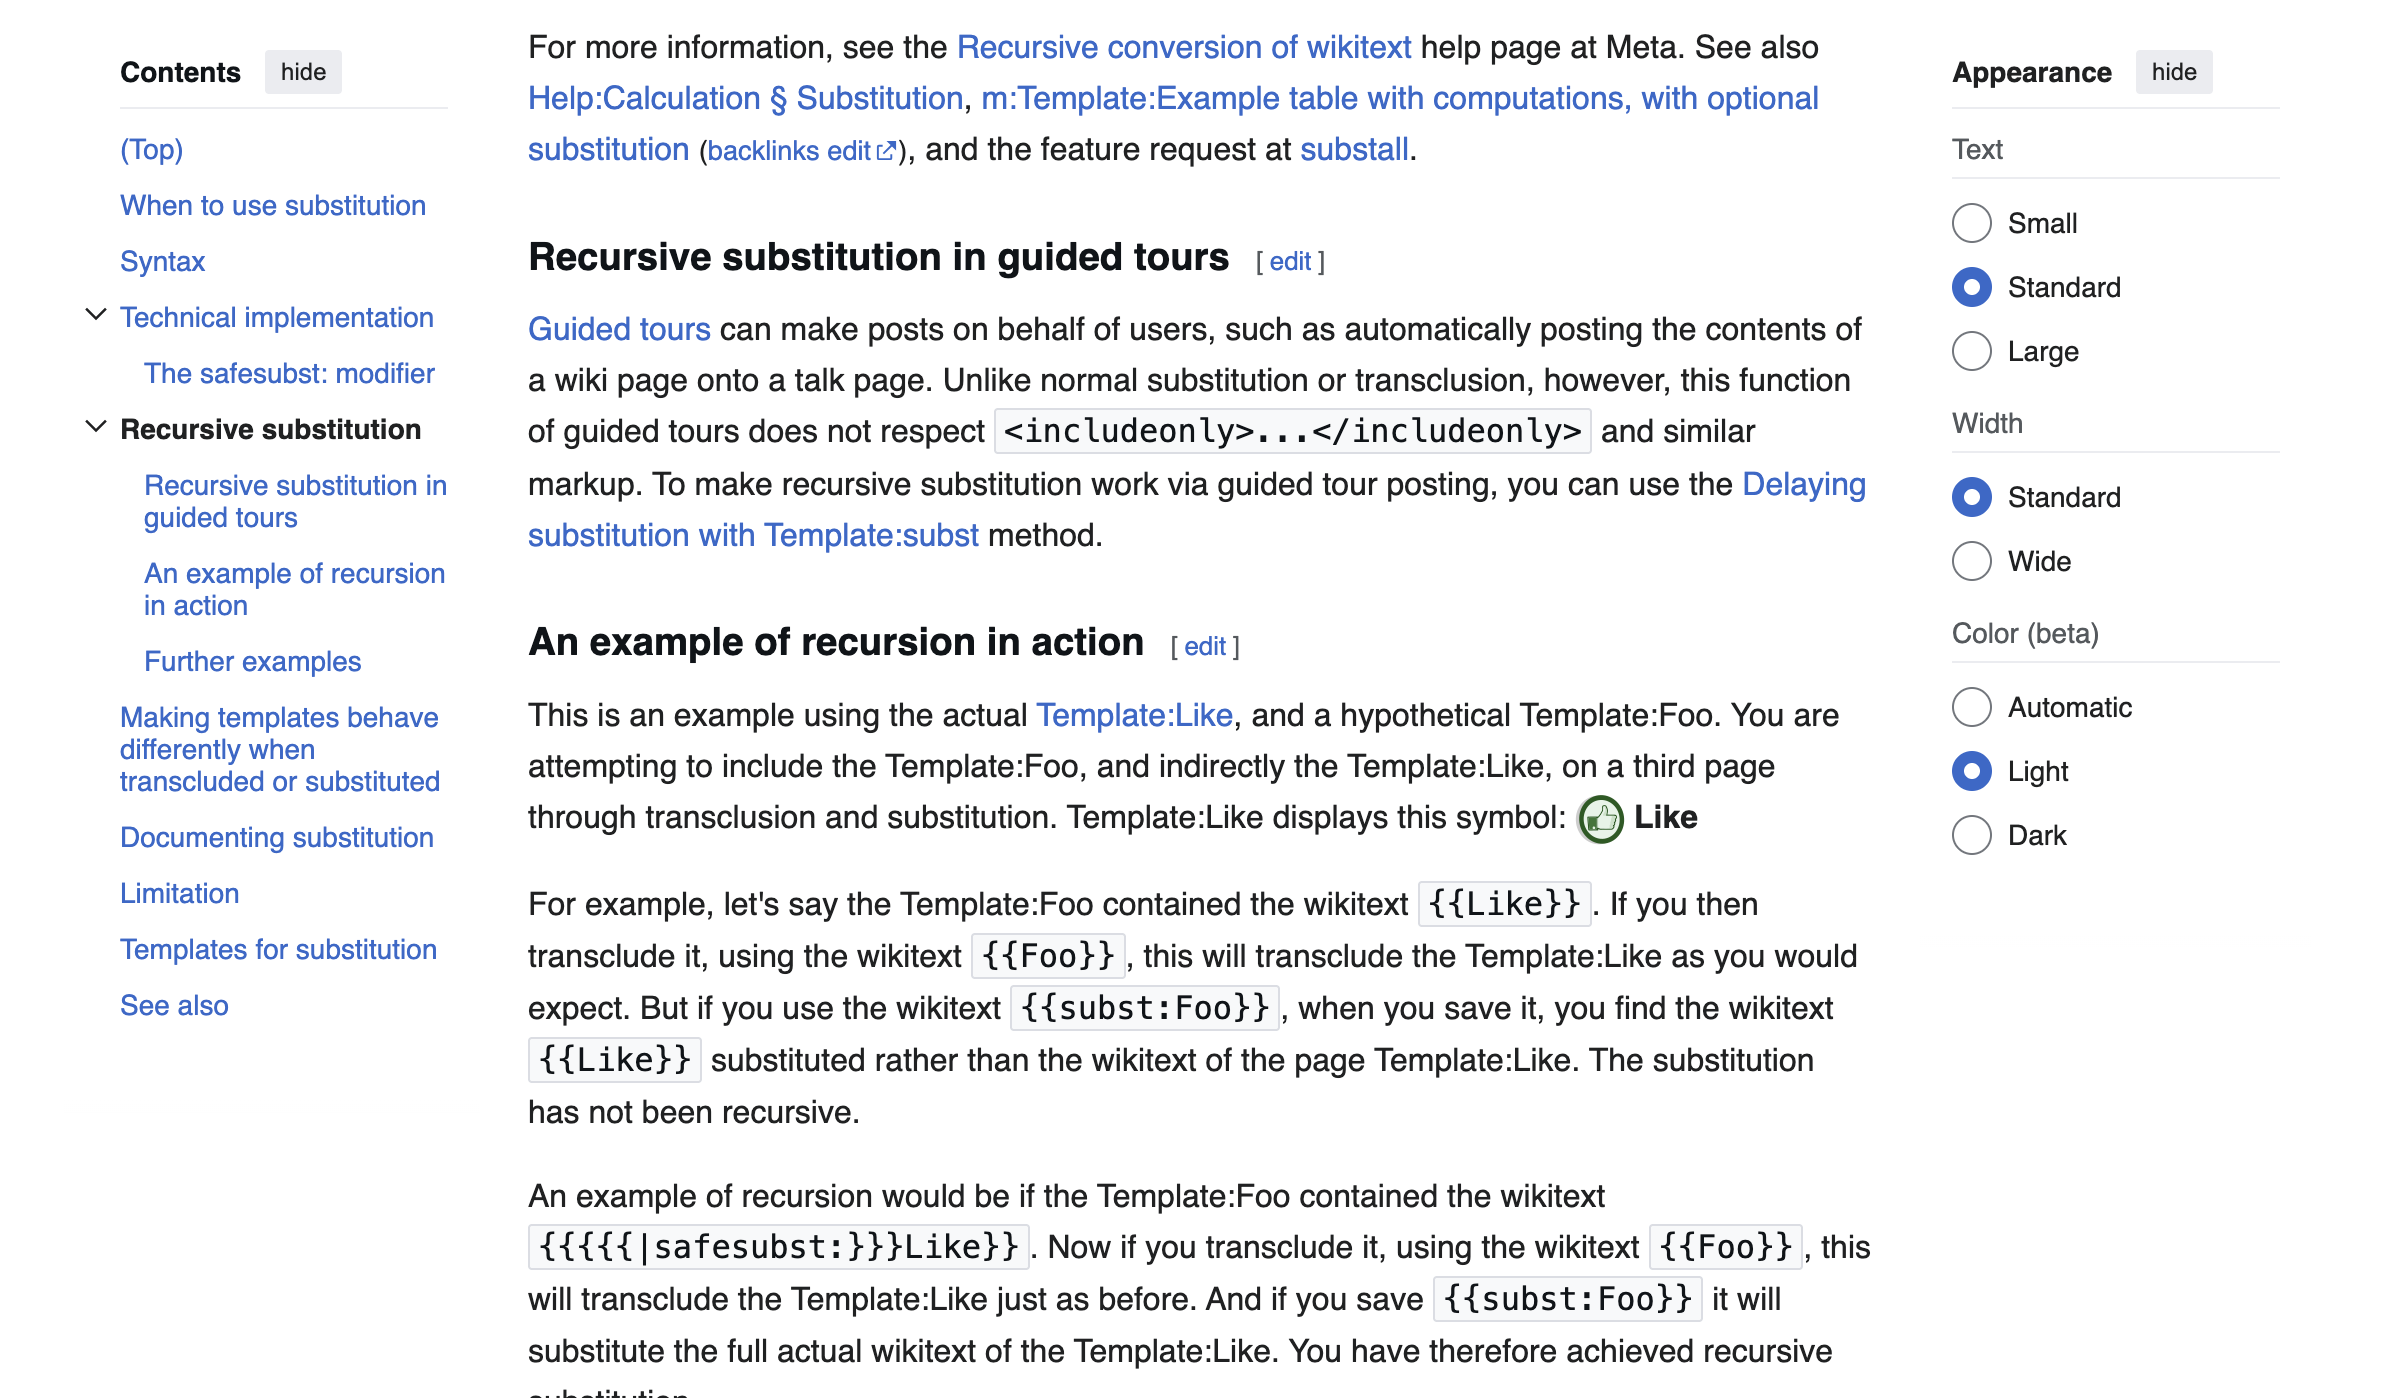 Contents hide
(Top)
When to use substitution
Syntax
Technical implementation
The safesubst: modifier
Recursive substitution
Recursive substitution in
guided tours
An example of recursion
in action
Further examples
Making templates behave
differently when
transcluded or substituted
Documenting substitution
Limitation
Templates for substitution
See also
For more information, see the Recursive conversion of wikitext help page at Meta. See also
Help:Calculation § Substitution, m:Template:Example table with computations, with optional
substitution (backlinks edit), and the feature request at substall.
Recursive substitution in guided tours [ edit ]
Guided tours can make posts on behalf of users, such as automatically posting the contents of
a wiki page onto a talk page. Unlike normal substitution or transclusion, however, this function
of guided tours does not respect <includeonly>...</includeonly> and similar
markup. To make recursive substitution work via guided tour posting, you can use the Delaying
substitution with Template:subst method.
An example of recursion in action [ edit ]
This is an example using the actual Template:Like, and a hypothetical Template:Foo. You are
attempting to include the Template:Foo, and indirectly the Template:Like, on a third page
through transclusion and substitution. Template:Like displays this symbol: Like
For example, let's say the Template:Foo contained the wikitext {{Like}}. If you then
transclude it, using the wikitext {{Foo}}, this will transclude the Template:Like as you would
expect. But if you use the wikitext {{subst:Foo}}, when you save it, you find the wikitext
{{Like}} substituted rather than the wikitext of the page Template:Like. The substitution
has not been recursive.
An example of recursion would be if the Template:Foo contained the wikitext
{{{{{|safesubst:}}}Like}}. Now if you transclude it, using the wikitext {{Foo}}, this
will transclude the Template:Like just as before. And if you save {{subst:Foo}} it will
substitute the full actual wikitext of the Template:Like. You have therefore achieved recursive
Appearance hide
Text
Small
Standard
Large
Width
Standard
Wide
Color (beta)
Automatic
Light
Dark